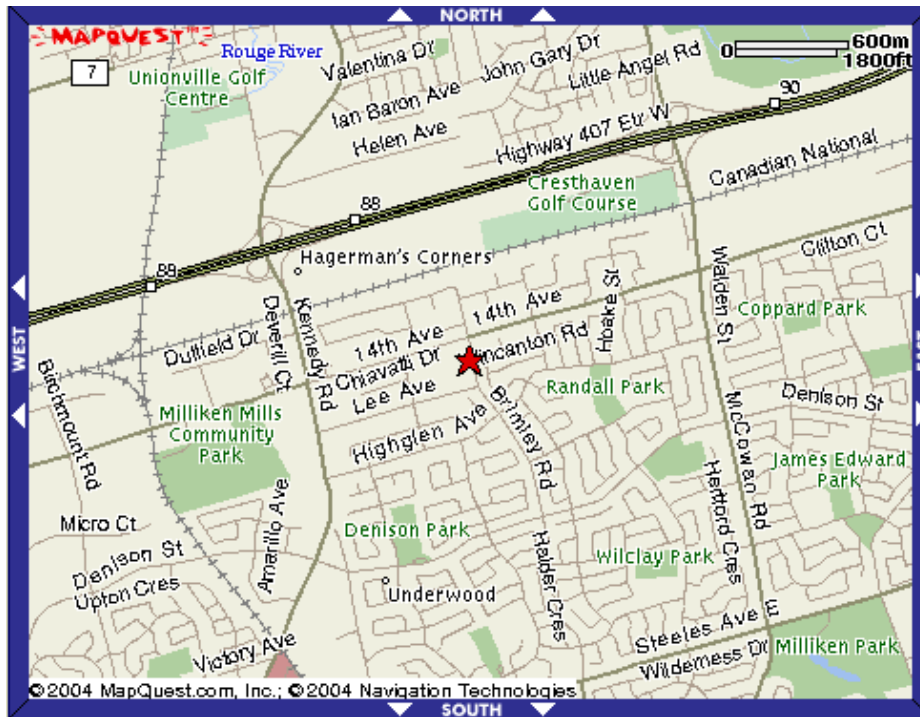 NORTH
MAPQUEST
7
Rouge River
Unionville Golf
Centre
Valentina Dr
John Gary Dr
Little Angel Rd
0
600m
1800ft
Ian Baron Ave
Helen Ave
Highway 407 Etr W
90
Canadian National
Cresthaven
Golf Course
88
Hagerman's Corners
88
Walden St
Clifton Ct
WEST
Duffield Dr
Deverill Ct
Kennedy Rd
14th Ave
14th Ave
Hoake St
Coppard Park
Birchmount Rd
Chiavatti Dr
Lee Ave
Randall Park
Milliken Mills
Community
Park
Highglen Ave
Brimley Rd
McCowan Rd
Denison St
James Edward
Park
Micro Ct
Amarillo Ave
Denison Park
Hertford Cres
Denison St
Upton Cres
Underwood
Halder Cres
Wilclay Park
Victory Ave
Steeles Ave E
Wilderness Dr
Milliken Park
©2004 MapQuest.com, Inc.; ©2004 Navigation Technologies
SOUTH